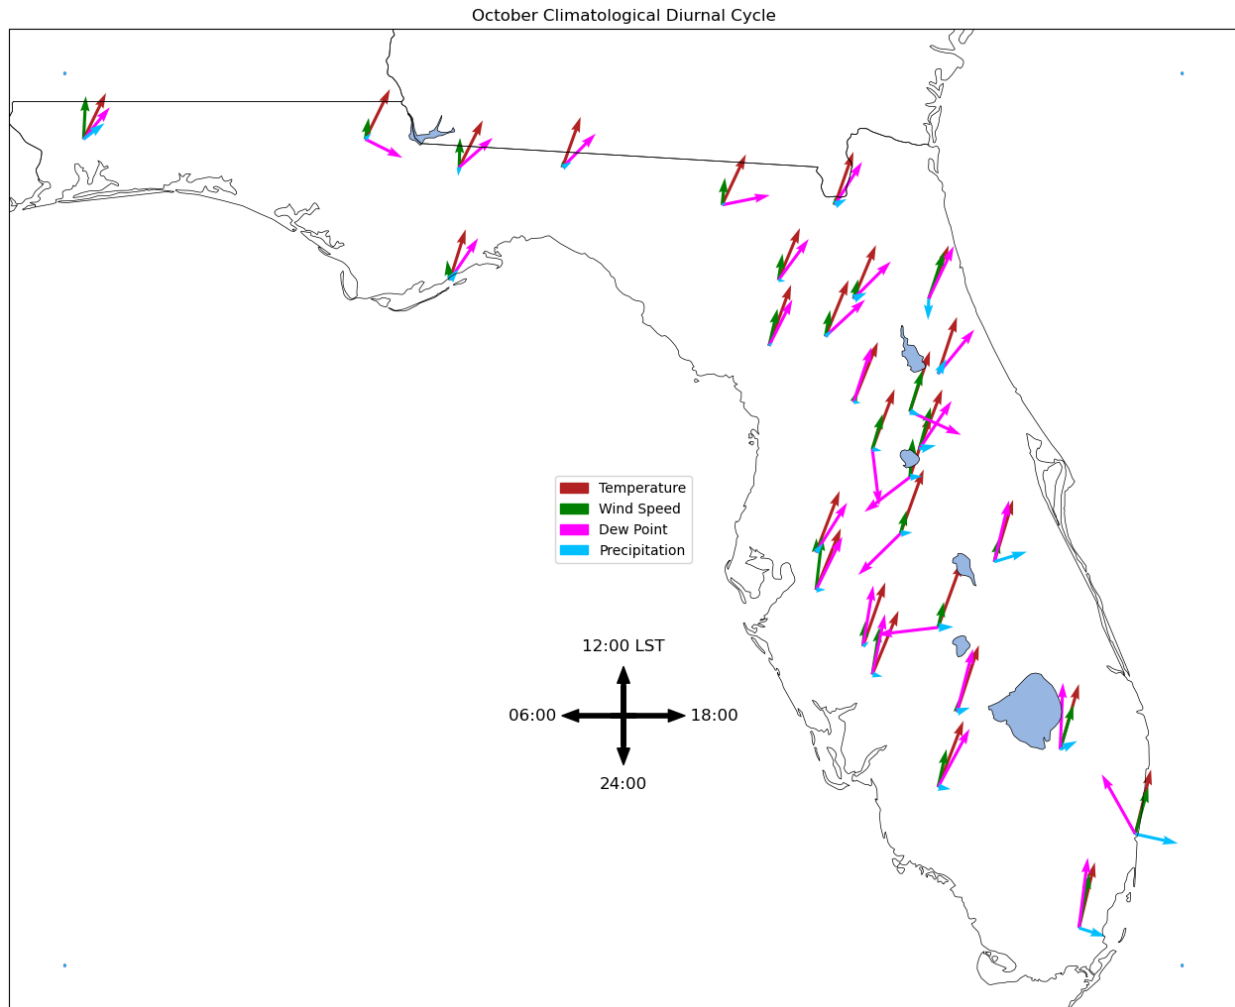 October Climatological Diurnal Cycle
Temperature
Wind Speed
Dew Point
Precipitation
12:00 LST
06:00
18:00
24:00